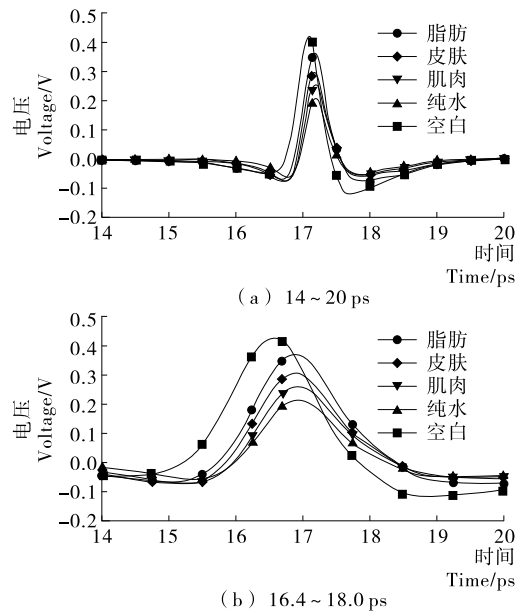 电压
Voltage/V
0.5
0.4
0.3
0.2
0.1
0.0
-0.1
-0.2
脂肪
皮肤
肌肉
纯水
空白
14 15 16 17 18 19 20
时间
Time/ps
(a) 14~20 ps
电压
Voltage/V
0.5
0.4
0.3
0.2
0.1
0.0
-0.1
-0.2
脂肪
皮肤
肌肉
纯水
空白
14 15 16 17 18 19 20
时间
Time/ps
(b) 16.4~18.0 ps